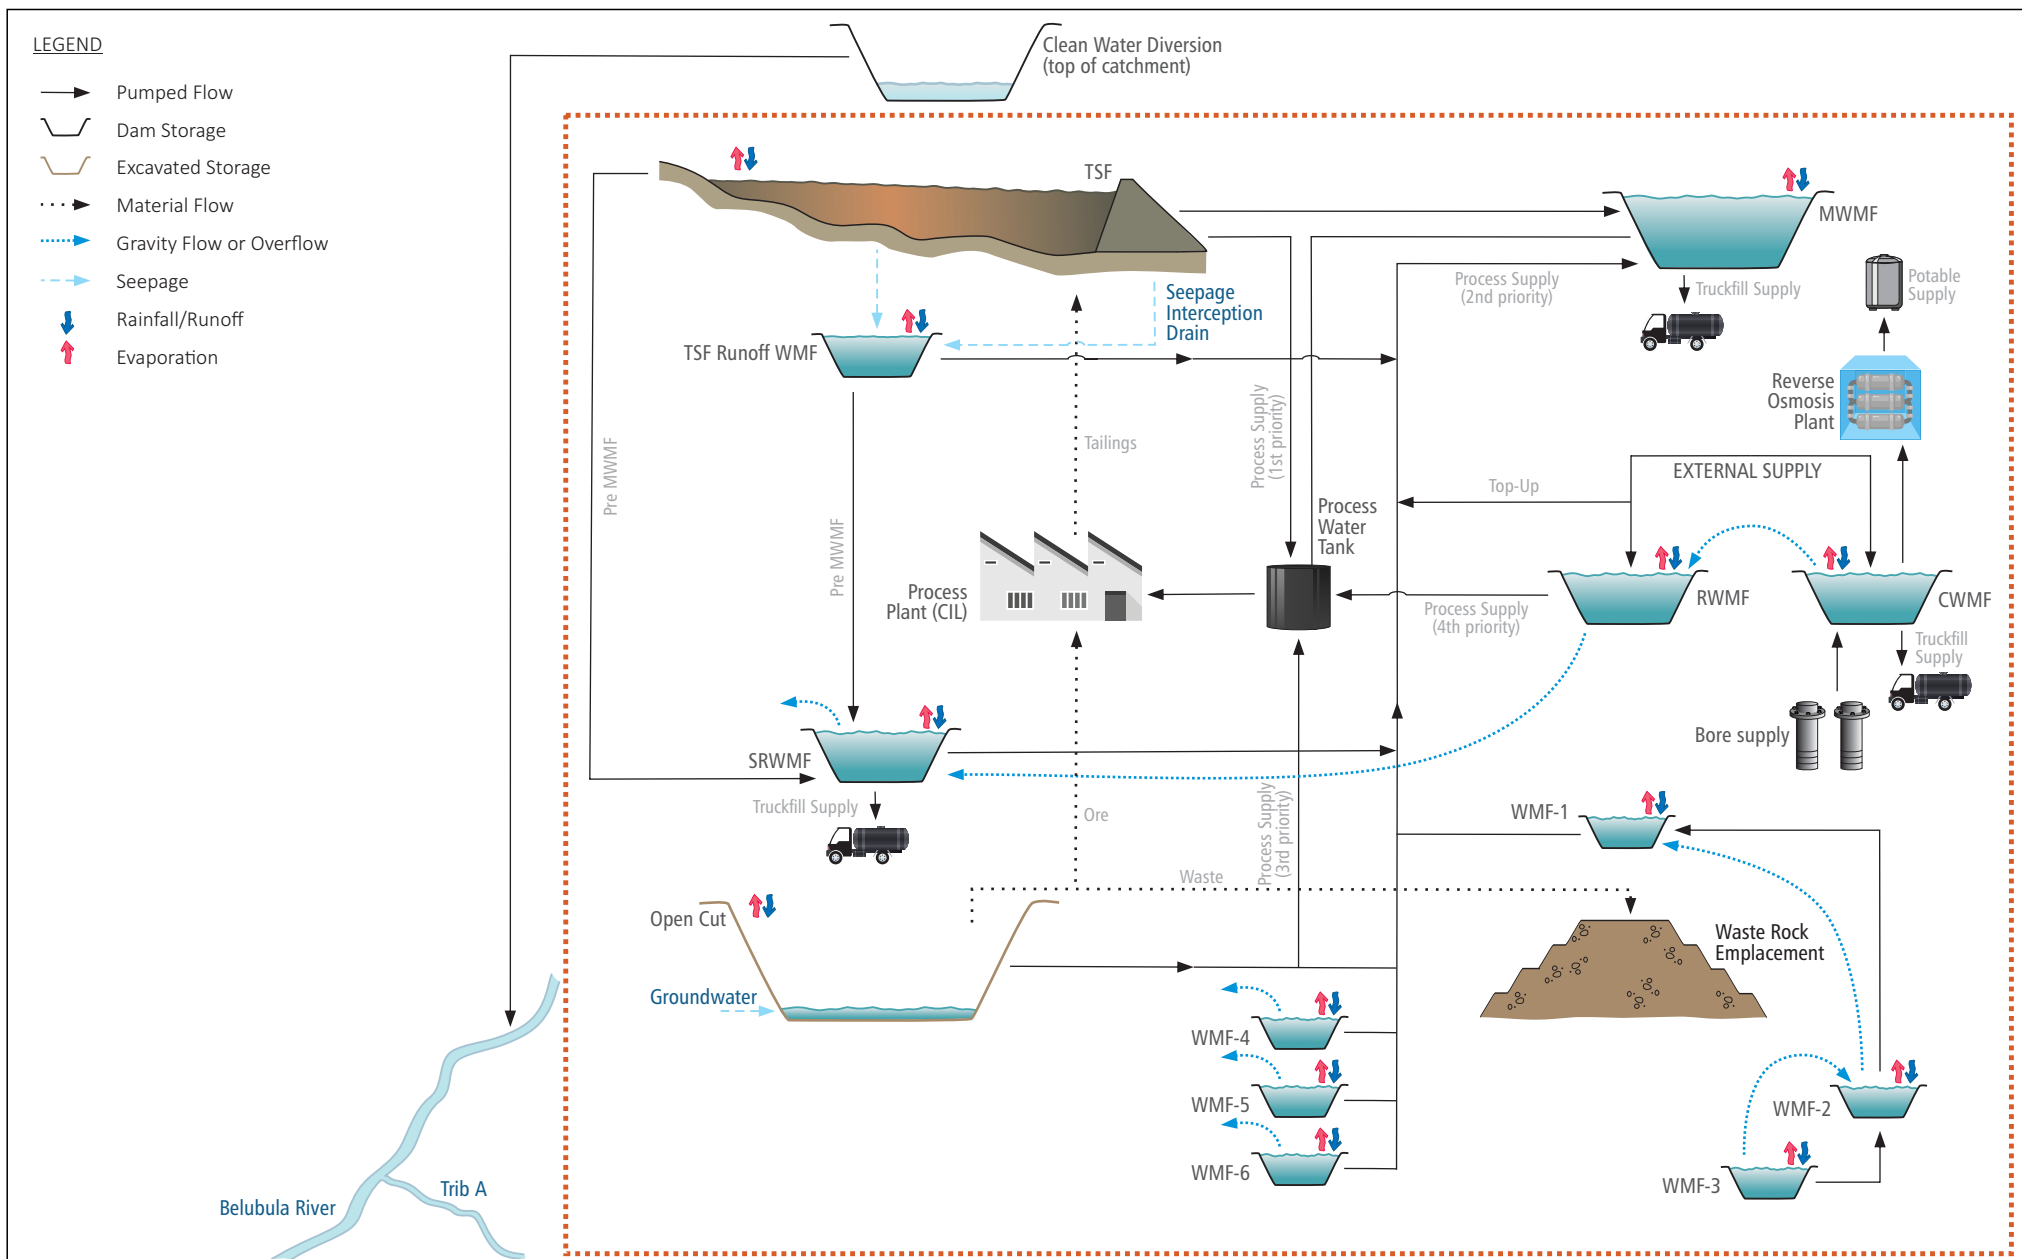 LEGEND
Pumped Flow
Dam Storage
Excavated Storage
Material Flow
Gravity Flow or Overflow
Seepage
Rainfall/Runoff
Evaporation
Clean Water Diversion
(top of catchment)
TSF
MWMF
Process Supply
(2nd priority)
Truckfill Supply
Potable
Supply
Seepage
Interception
Drain
TSF Runoff WMF
Reverse
Osmosis
Plant
Process Supply
(1st priority)
Tailings
Pre MWMF
Pre MWMF
EXTERNAL SUPPLY
Top-Up
Process
Water
Tank
Process
Plant (CIL)
Process Supply
(4th priority)
RWMF
CWMF
Truckfill
Supply
Bore supply
SRWMF
Truckfill Supply
Ore
Process Supply
(3rd priority)
WMF-1
Waste
Open Cut
Waste Rock
Emplacement
Groundwater
WMF-4
WMF-5
WMF-6
WMF-2
WMF-3
Trib A
Belubula River